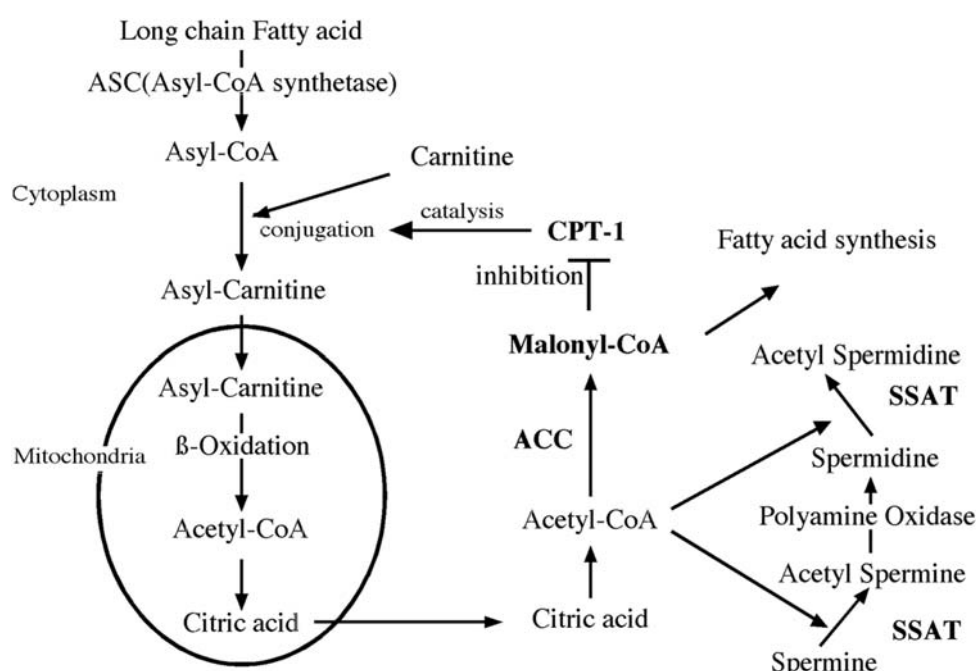 Long chain Fatty acid
ASC(Asyl-CoA synthetase)
Asyl-CoA
Carnitine
Cytoplasm
conjugation
catalysis
CPT-1
Fatty acid synthesis
inhibition
Asyl-Carnitine
Malonyl-CoA
Acetyl Spermidine
SSAT
Asyl-Carnitine
ACC
Mitochondria
ß-Oxidation
Spermidine
Acetyl-CoA
Acetyl-CoA
Polyamine Oxidase
Acetyl Spermine
Citric acid
Citric acid
SSAT
Spermine